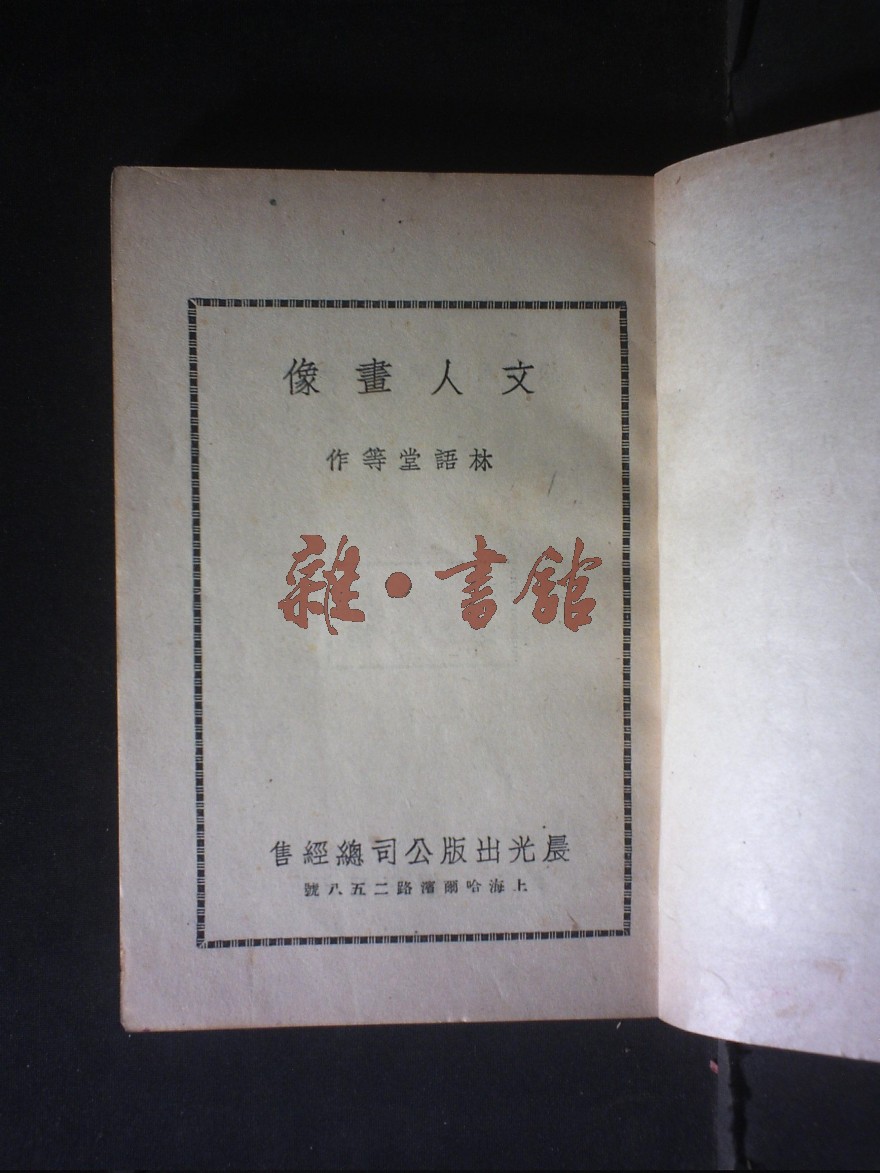 文人畫像
林語堂等作
雜·書館
晨光出版公司總經售
上海哈爾濱路二五八號